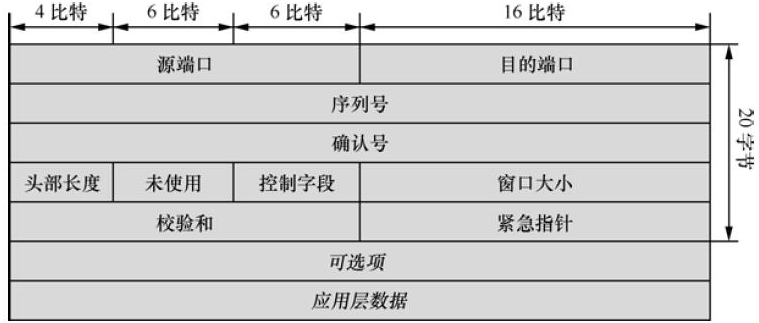 4 比特 6 比特 6 比特 16 比特
源端口 目的端口
序列号
确认号
头部长度 未使用 控制字段 窗口大小
校验和 紧急指针
可选项
应用层数据
20 字节